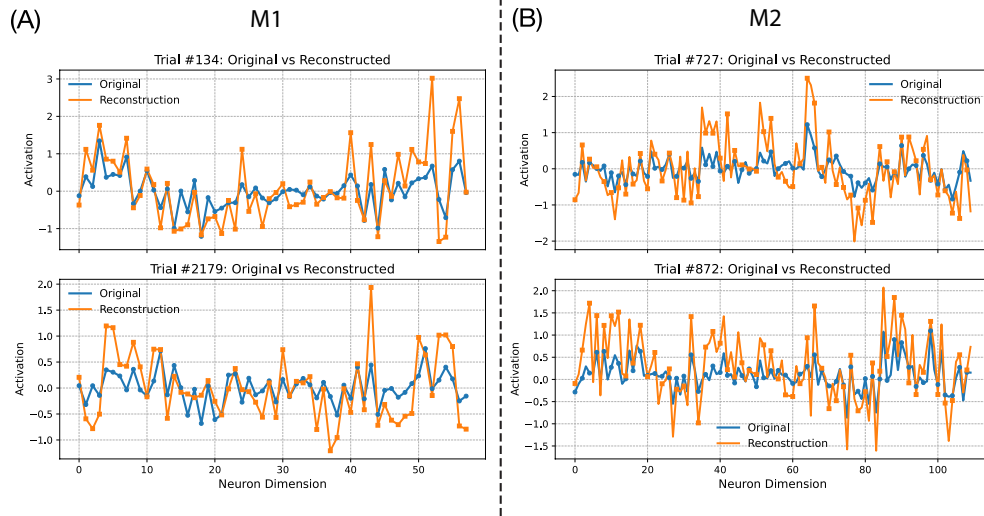 (A) M1
Trial #134: Original vs Reconstructed
Original
Reconstruction
Activation
3
2
1
0
−1
Trial #2179: Original vs Reconstructed
Original
Reconstruction
Activation
2.0
1.5
1.0
0.5
0.0
−0.5
−1.0
0 10 20 30 40 50
Neuron Dimension
(B) M2
Trial #727: Original vs Reconstructed
Original
Reconstruction
Activation
2
1
0
−1
−2
Trial #872: Original vs Reconstructed
Original
Reconstruction
Activation
2.0
1.5
1.0
0.5
0.0
−0.5
−1.0
−1.5
0 20 40 60 80 100
Neuron Dimension